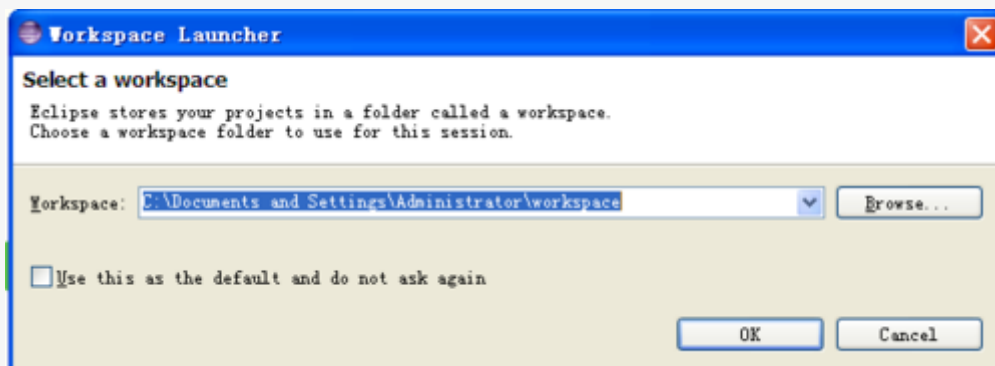 Workspace Launcher
Select a workspace
Eclipse stores your projects in a folder called a workspace.
Choose a workspace folder to use for this session.
Workspace: C:\Documents and Settings\Administrator\workspace Browse...
Use this as the default and do not ask again
OK Cancel